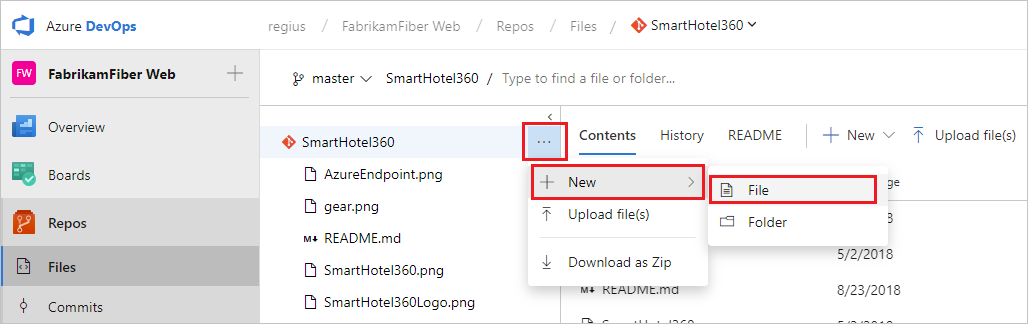 Azure DevOps
regius / FabrikamFiber Web / Repos / Files / SmartHotel360
FW FabrikamFiber Web
master SmartHotel360 / Type to find a file or folder...
Overview
Boards
Repos
Files
Commits
SmartHotel360 ...
AzureEndpoint.png
gear.png
M↓ README.md
SmartHotel360.png
SmartHotel360Logo.png
Contents History README + New Upload file(s)
New
Upload file(s)
Download as Zip
File
Folder
ge
5/2/2018
M↓ README.md 8/23/2018